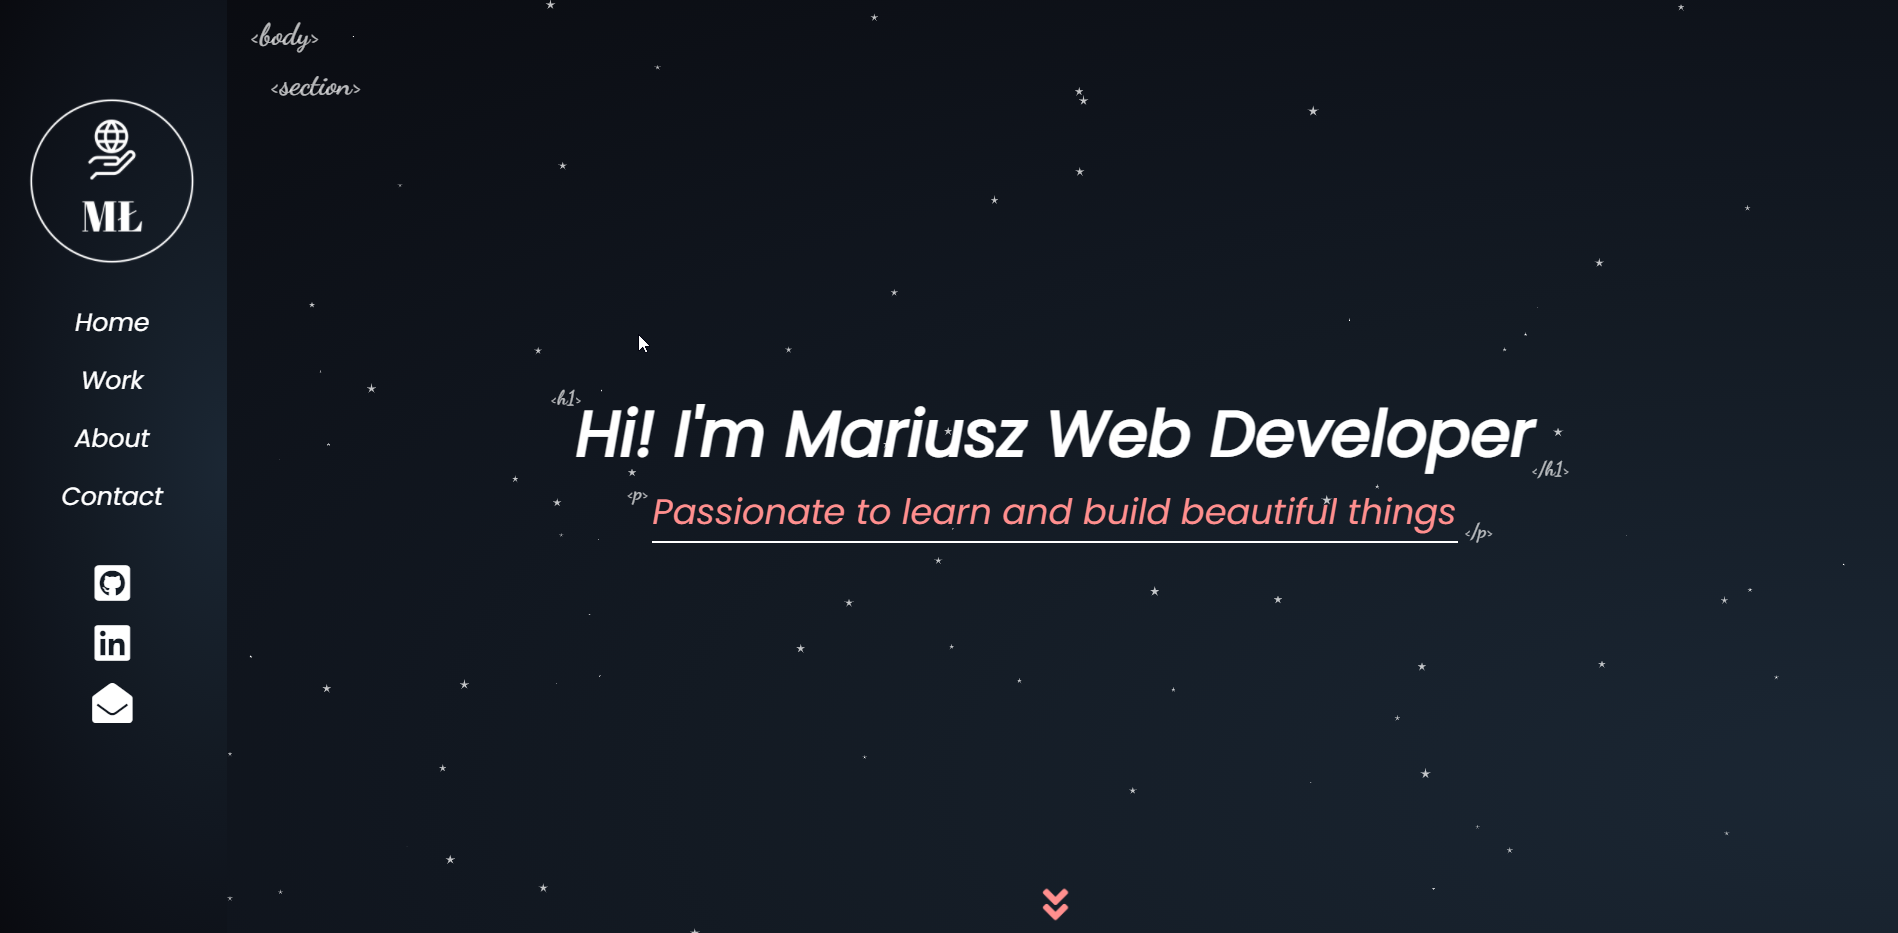 MŁ
Home
Work
About
Contact
in
<body>
<section>
<h1>
Hi! I'm Mariusz Web Developer
</h1>
<p>
Passionate to learn and build beautiful things
</p>